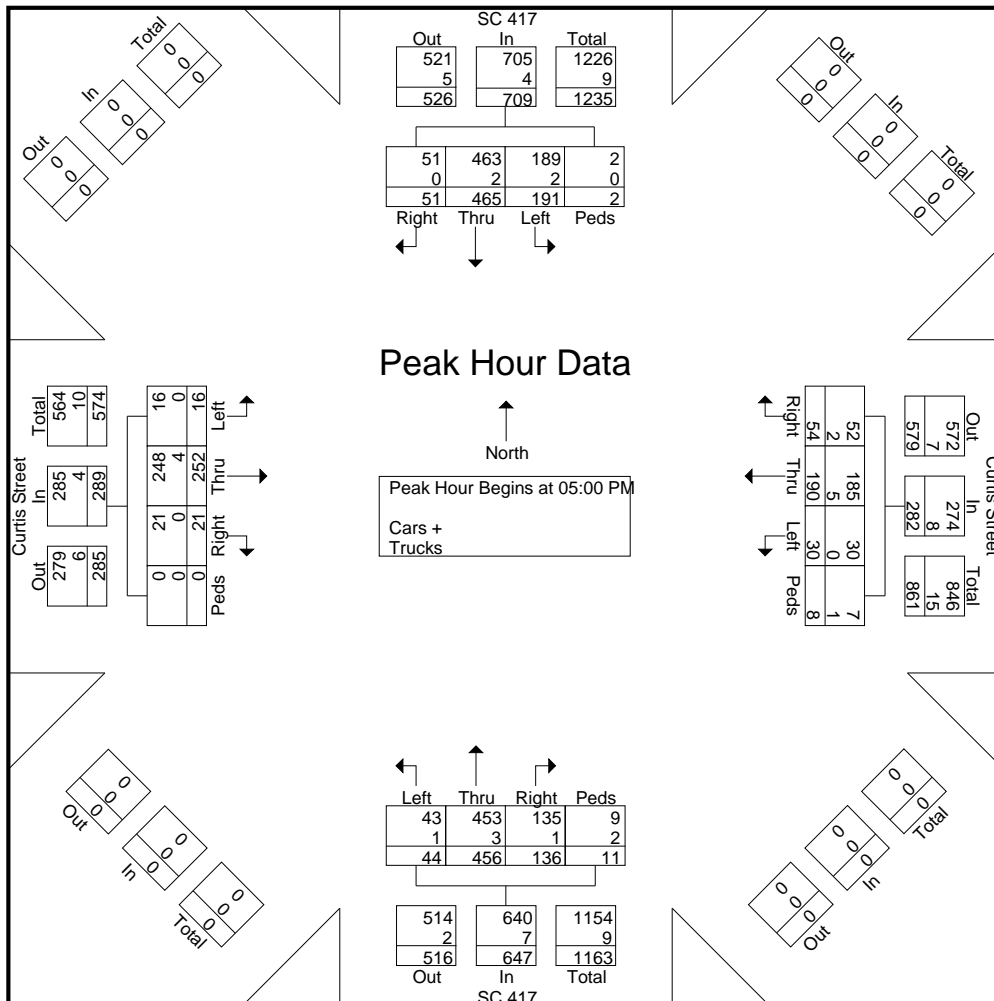 SC 417
Out In Total
521 705 1226
5 4 9
526 709 1235
51 463 189 2
0 2 2 0
51 465 191 2
Right Thru Left Peds
Total
0
0
0
In
0
0
0
Out
0
0
0
Out
0
0
0
In
0
0
0
Total
0
0
0
Peak Hour Data
North
Peak Hour Begins at 05:00 PM
Cars +
Trucks
Curtis Street
Out In Total
279 285 564
6 4 10
285 289 574
Peds Right Thru Left
0 21 248 16
0 0 4 0
0 21 252 16
Curtis Street
Out In Total
572 274 846
7 8 15
579 282 861
52 185 30 7
2 5 0 1
54 190 30 8
Right Thru Left Peds
Left Thru Right Peds
43 453 135 9
1 3 1 2
44 456 136 11
514 640 1154
2 7 9
516 647 1163
Out In Total
SC 417
0
0
0
Out
0
0
0
In
0
0
0
Total
0
0
0
Total
0
0
0
In
0
0
0
Out